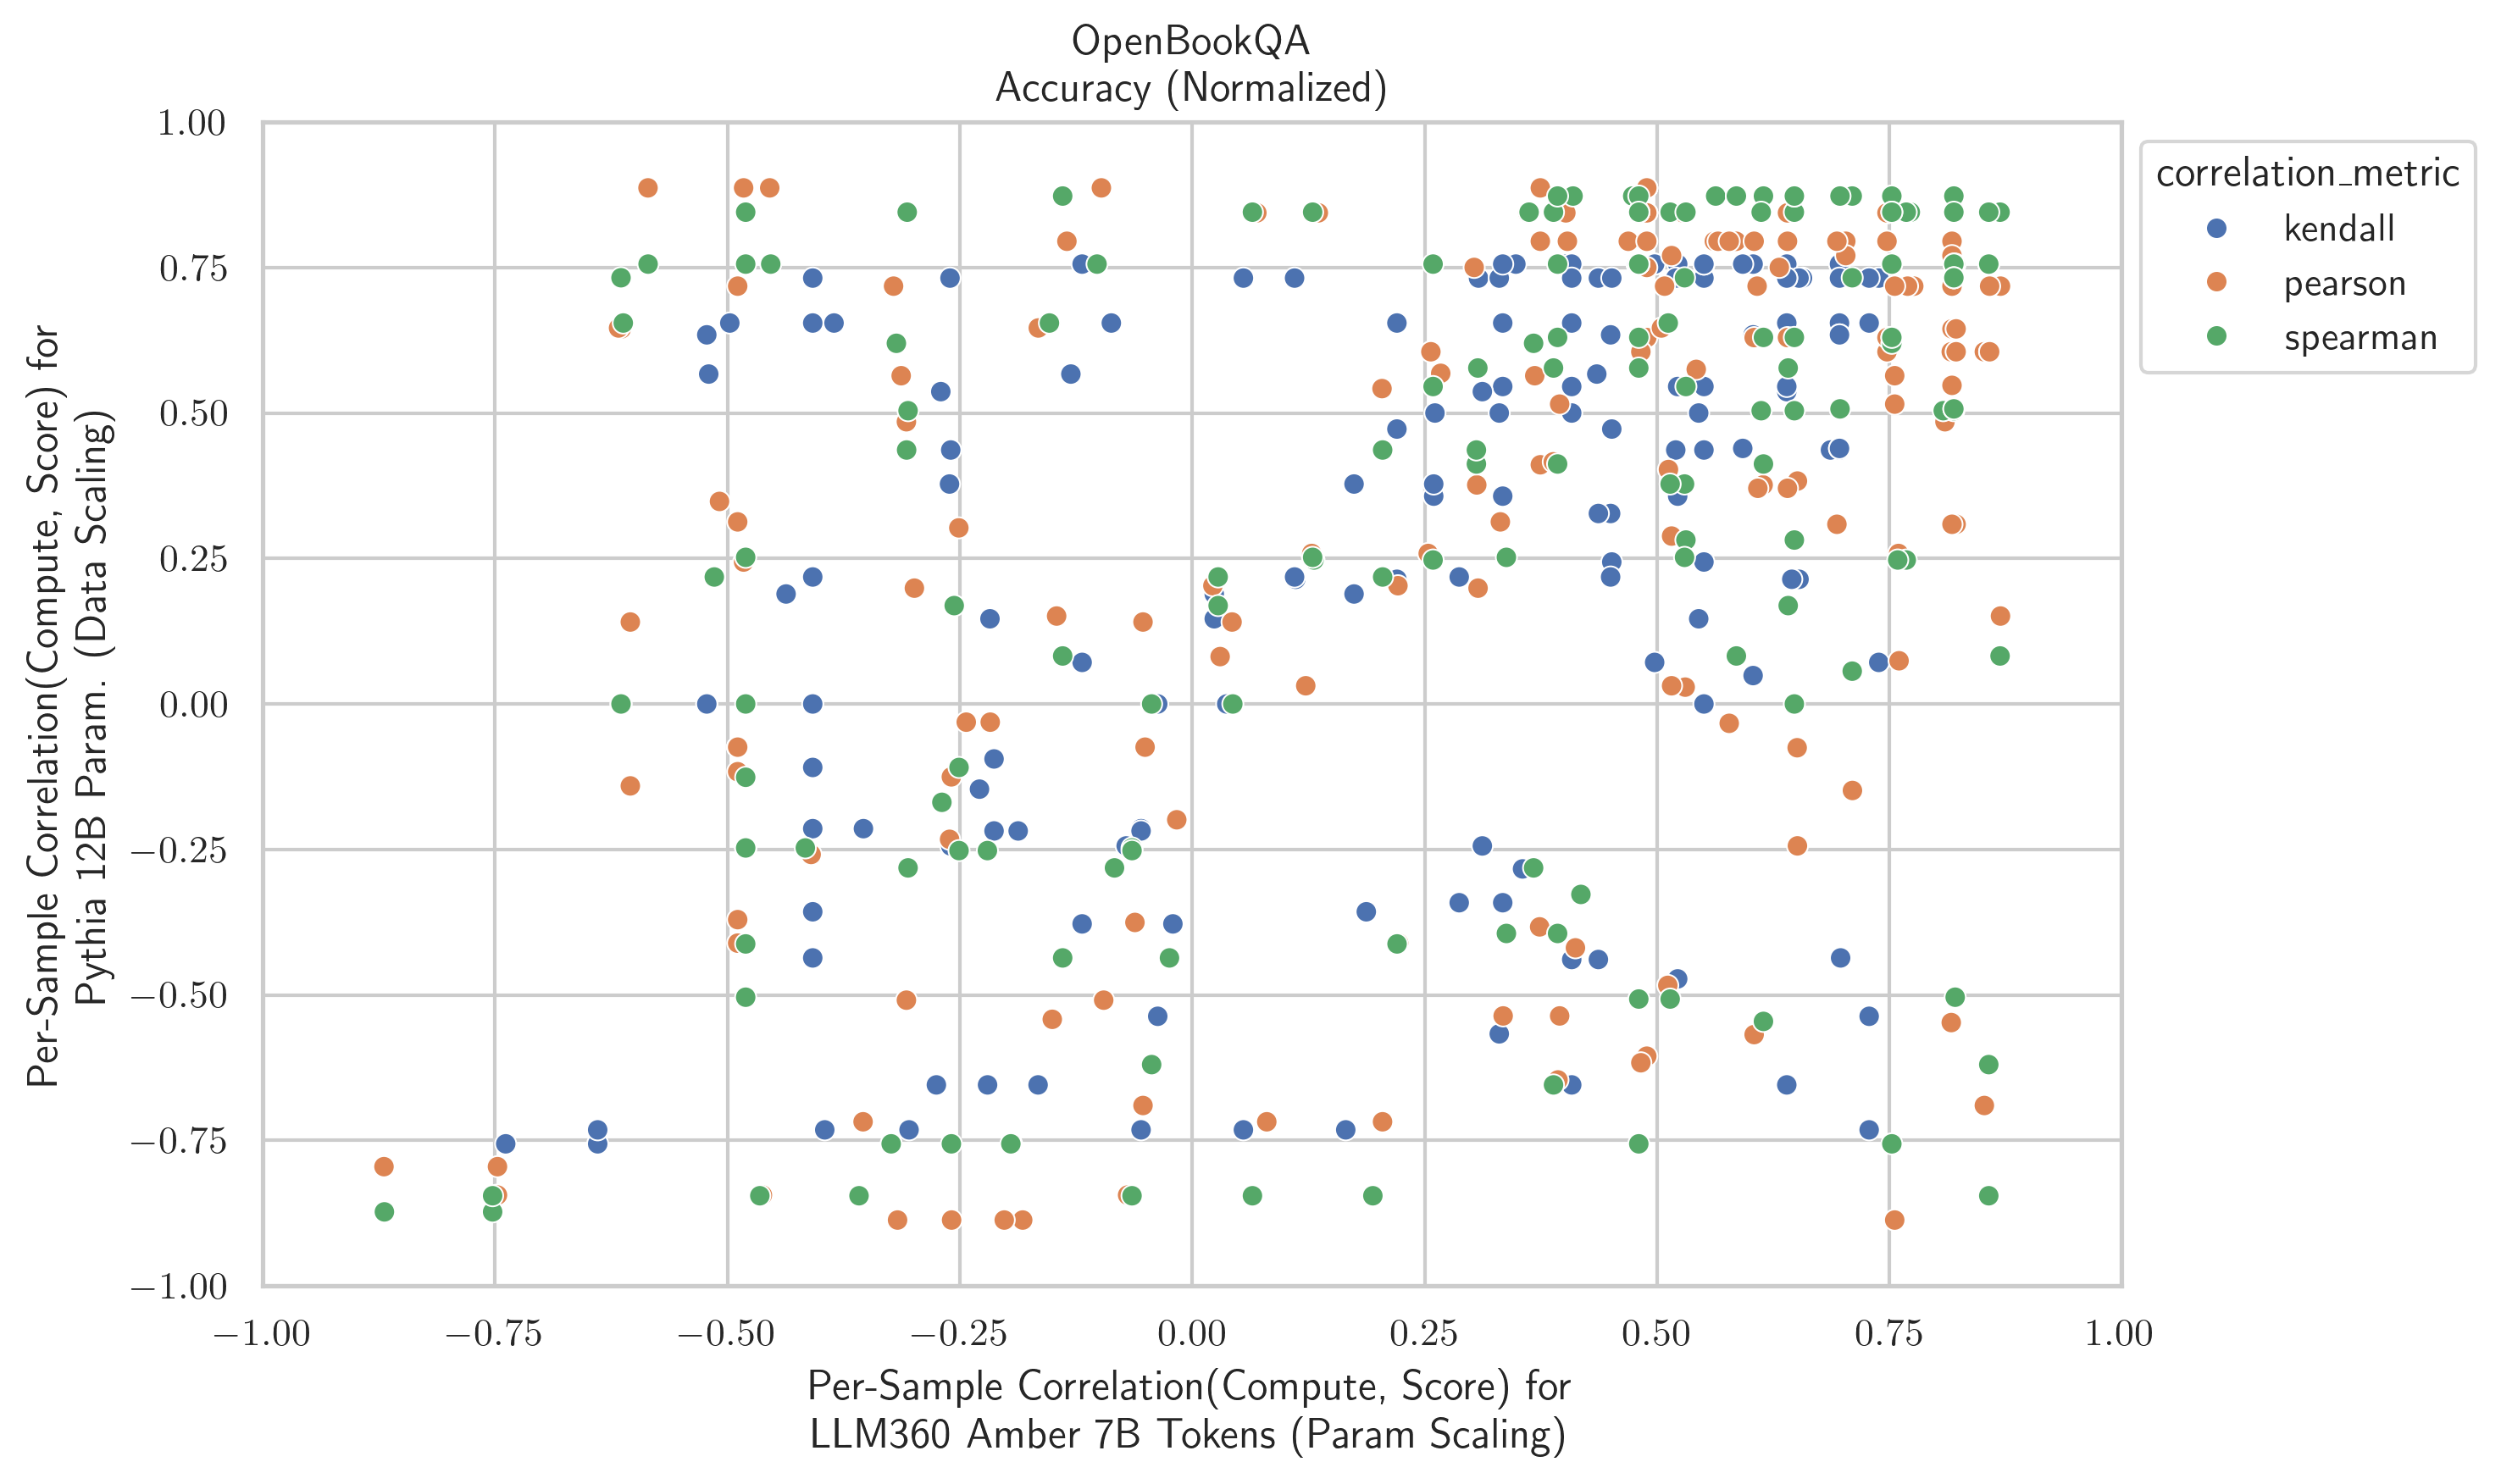 OpenBookQA
Accuracy (Normalized)
Per-Sample Correlation(Compute, Score) for
Pythia 12B Param. (Data Scaling)
1.00
0.75
0.50
0.25
0.00
−0.25
−0.50
−0.75
−1.00
−1.00
−0.75
−0.50
−0.25
0.00
0.25
0.50
0.75
1.00
Per-Sample Correlation(Compute, Score) for
LLM360 Amber 7B Tokens (Param Scaling)
correlation_metric
kendall
pearson
spearman